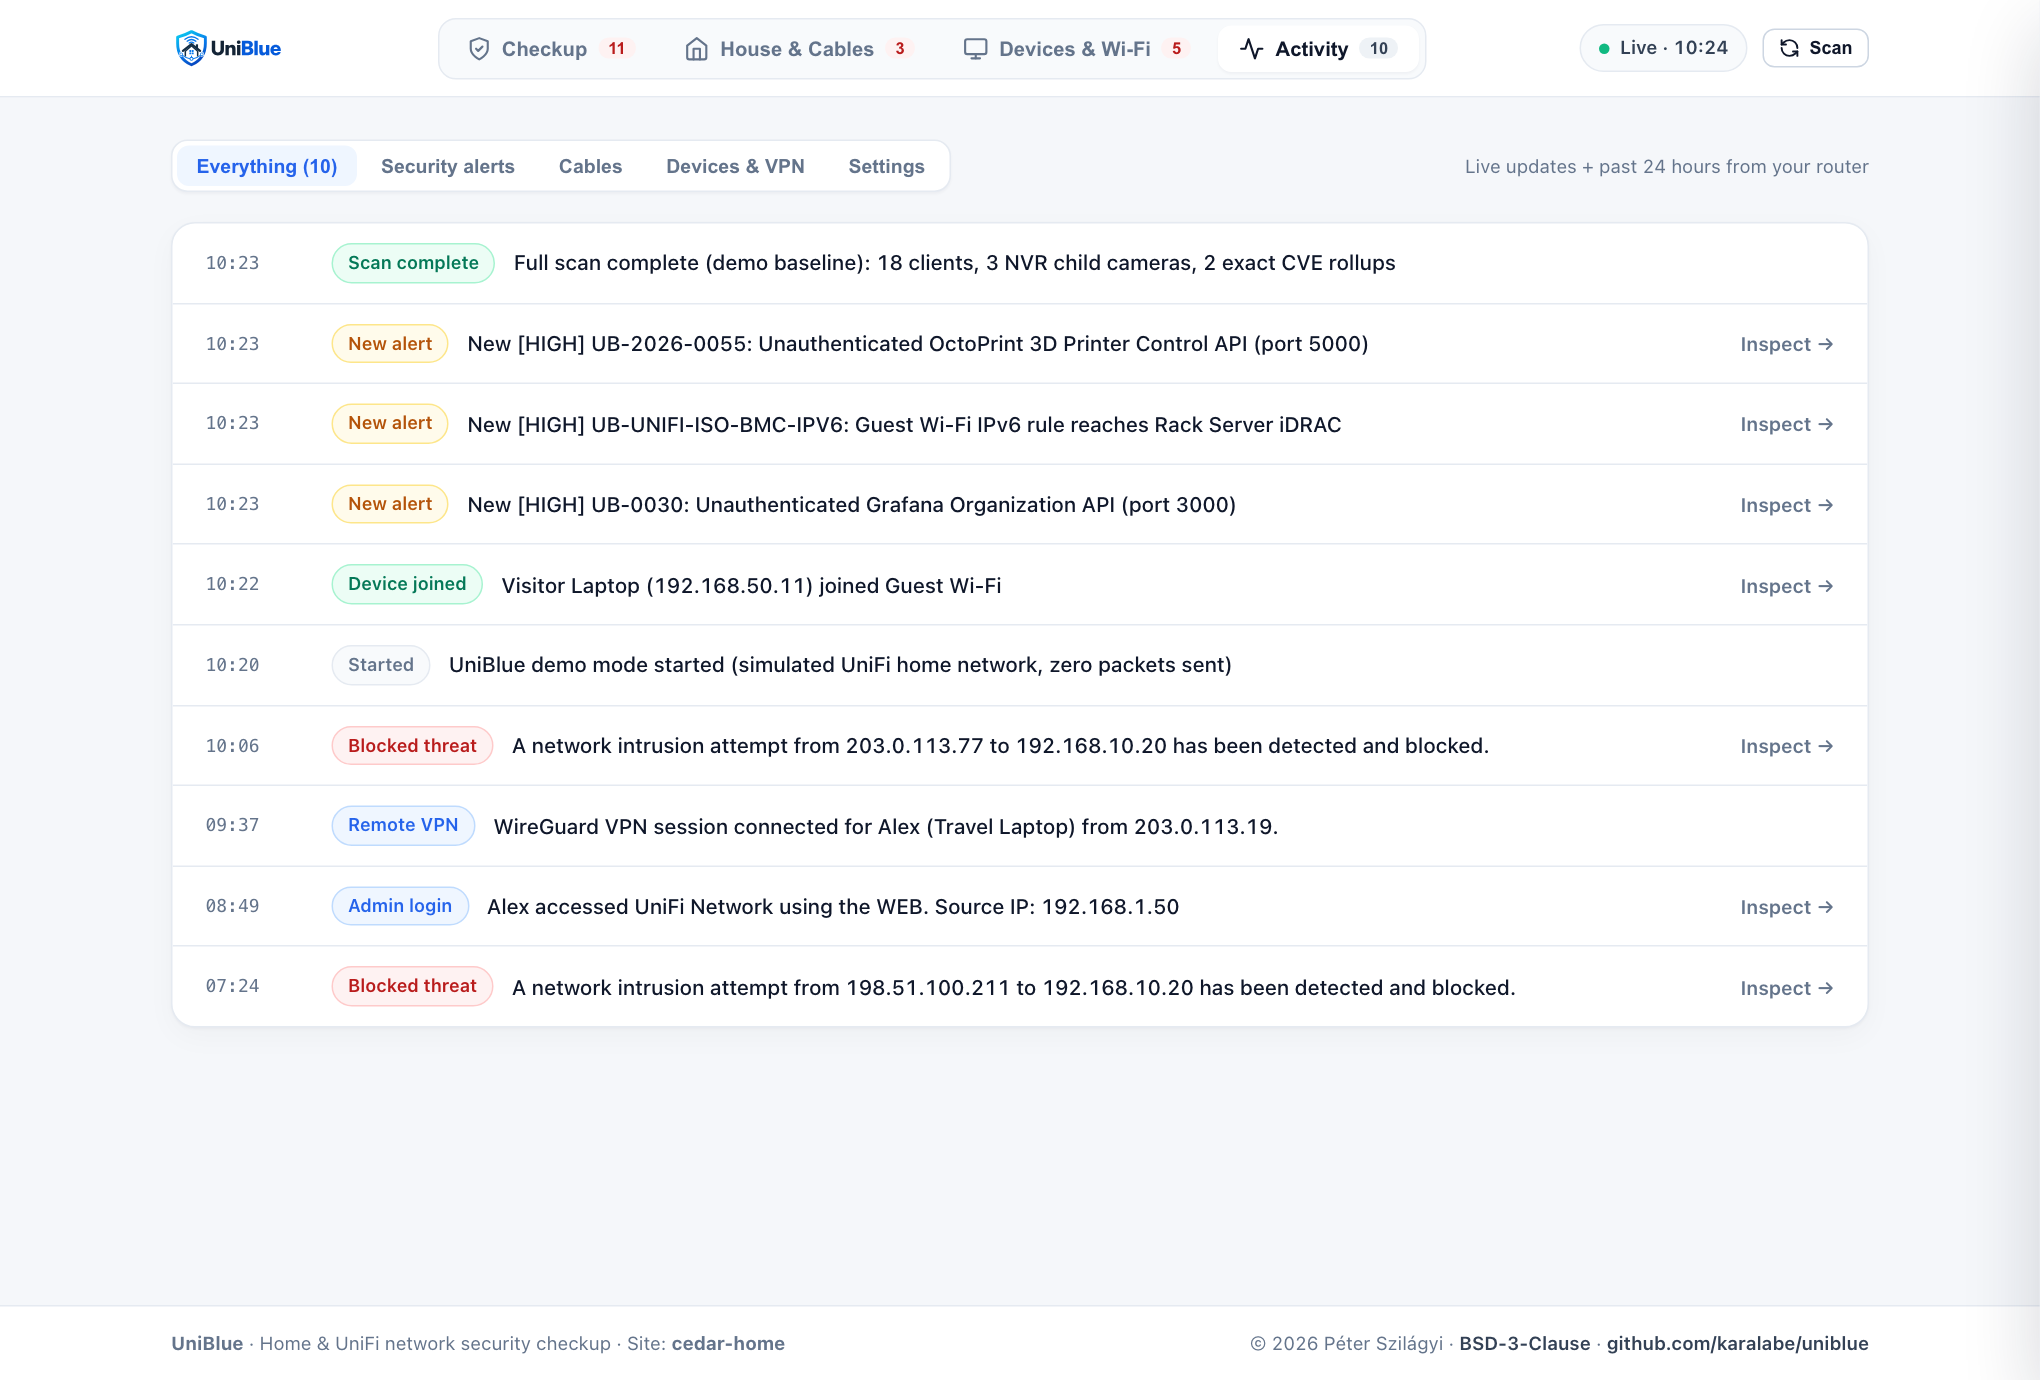 UniBlue
Checkup 11
House & Cables 3
Devices & Wi-Fi 5
Activity 10
Live · 10:24
Scan
Everything (10)
Security alerts
Cables
Devices & VPN
Settings
Live updates + past 24 hours from your router
10:23 Scan complete Full scan complete (demo baseline): 18 clients, 3 NVR child cameras, 2 exact CVE rollups
10:23 New alert New [HIGH] UB-2026-0055: Unauthenticated OctoPrint 3D Printer Control API (port 5000) Inspect →
10:23 New alert New [HIGH] UB-UNIFI-ISO-BMC-IPV6: Guest Wi-Fi IPv6 rule reaches Rack Server iDRAC Inspect →
10:23 New alert New [HIGH] UB-0030: Unauthenticated Grafana Organization API (port 3000) Inspect →
10:22 Device joined Visitor Laptop (192.168.50.11) joined Guest Wi-Fi Inspect →
10:20 Started UniBlue demo mode started (simulated UniFi home network, zero packets sent)
10:06 Blocked threat A network intrusion attempt from 203.0.113.77 to 192.168.10.20 has been detected and blocked. Inspect →
09:37 Remote VPN WireGuard VPN session connected for Alex (Travel Laptop) from 203.0.113.19.
08:49 Admin login Alex accessed UniFi Network using the WEB. Source IP: 192.168.1.50 Inspect →
07:24 Blocked threat A network intrusion attempt from 198.51.100.211 to 192.168.10.20 has been detected and blocked. Inspect →
UniBlue · Home & UniFi network security checkup · Site: cedar-home
© 2026 Péter Szilágyi · BSD-3-Clause · github.com/karalabe/uniblue